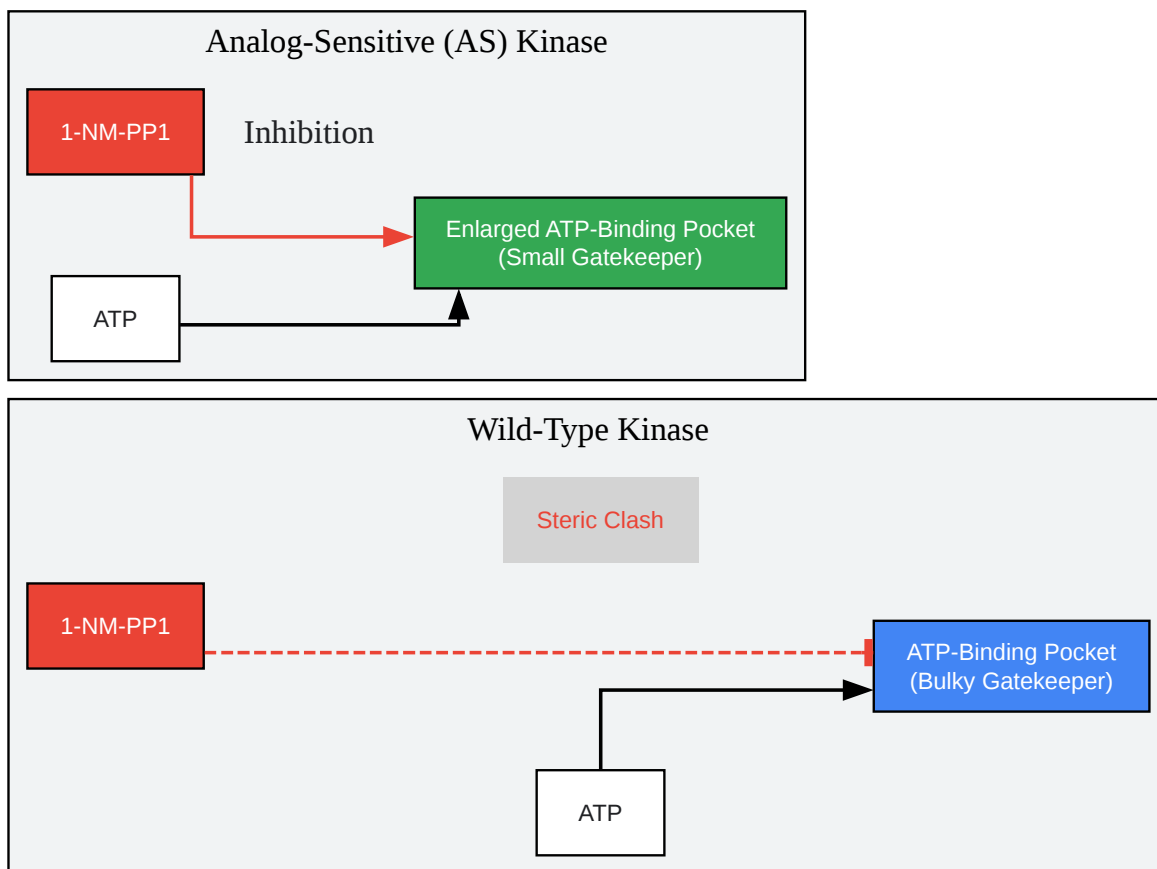 Analog-Sensitive (AS) Kinase
1-NM-PP1
Inhibition
Enlarged ATP-Binding Pocket
(Small Gatekeeper)
ATP
Wild-Type Kinase
Steric Clash
1-NM-PP1
ATP-Binding Pocket
(Bulky Gatekeeper)
ATP